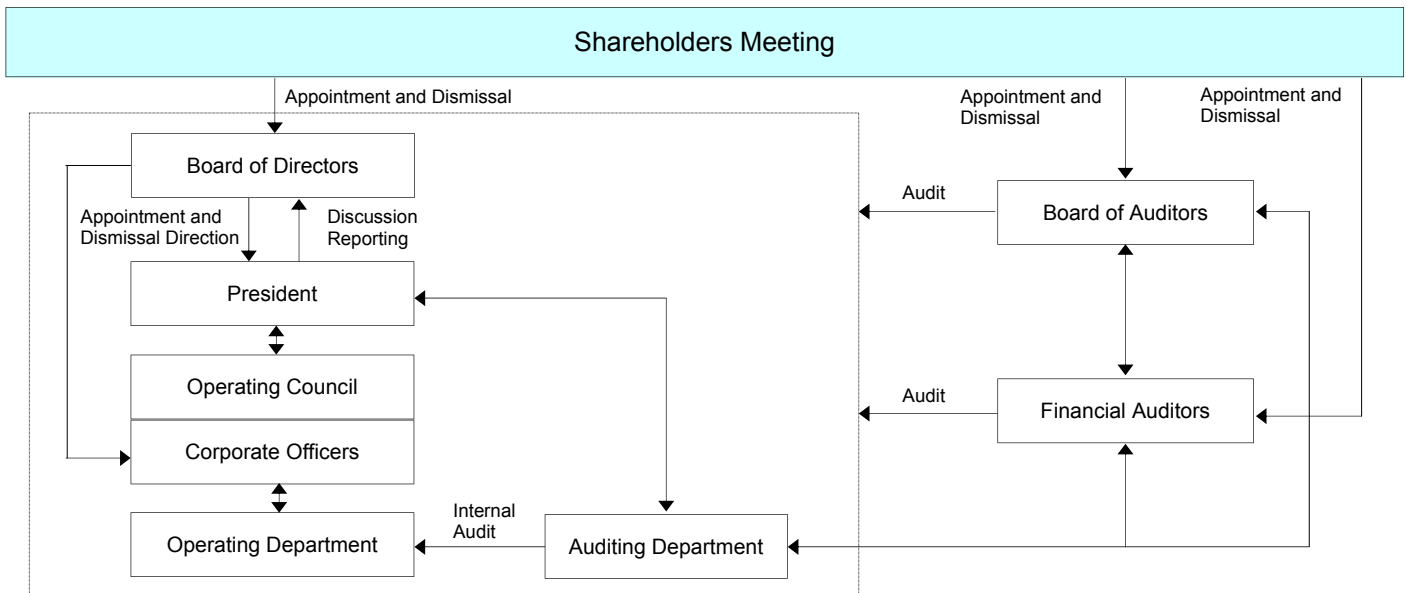 Shareholders Meeting
Appointment and Dismissal
Appointment and
Dismissal
Appointment and
Dismissal
Board of Directors
Audit
Board of Auditors
Appointment and
Dismissal Direction
Discussion
Reporting
President
Operating Council
Audit
Financial Auditors
Corporate Officers
Internal
Audit
Operating Department
Auditing Department